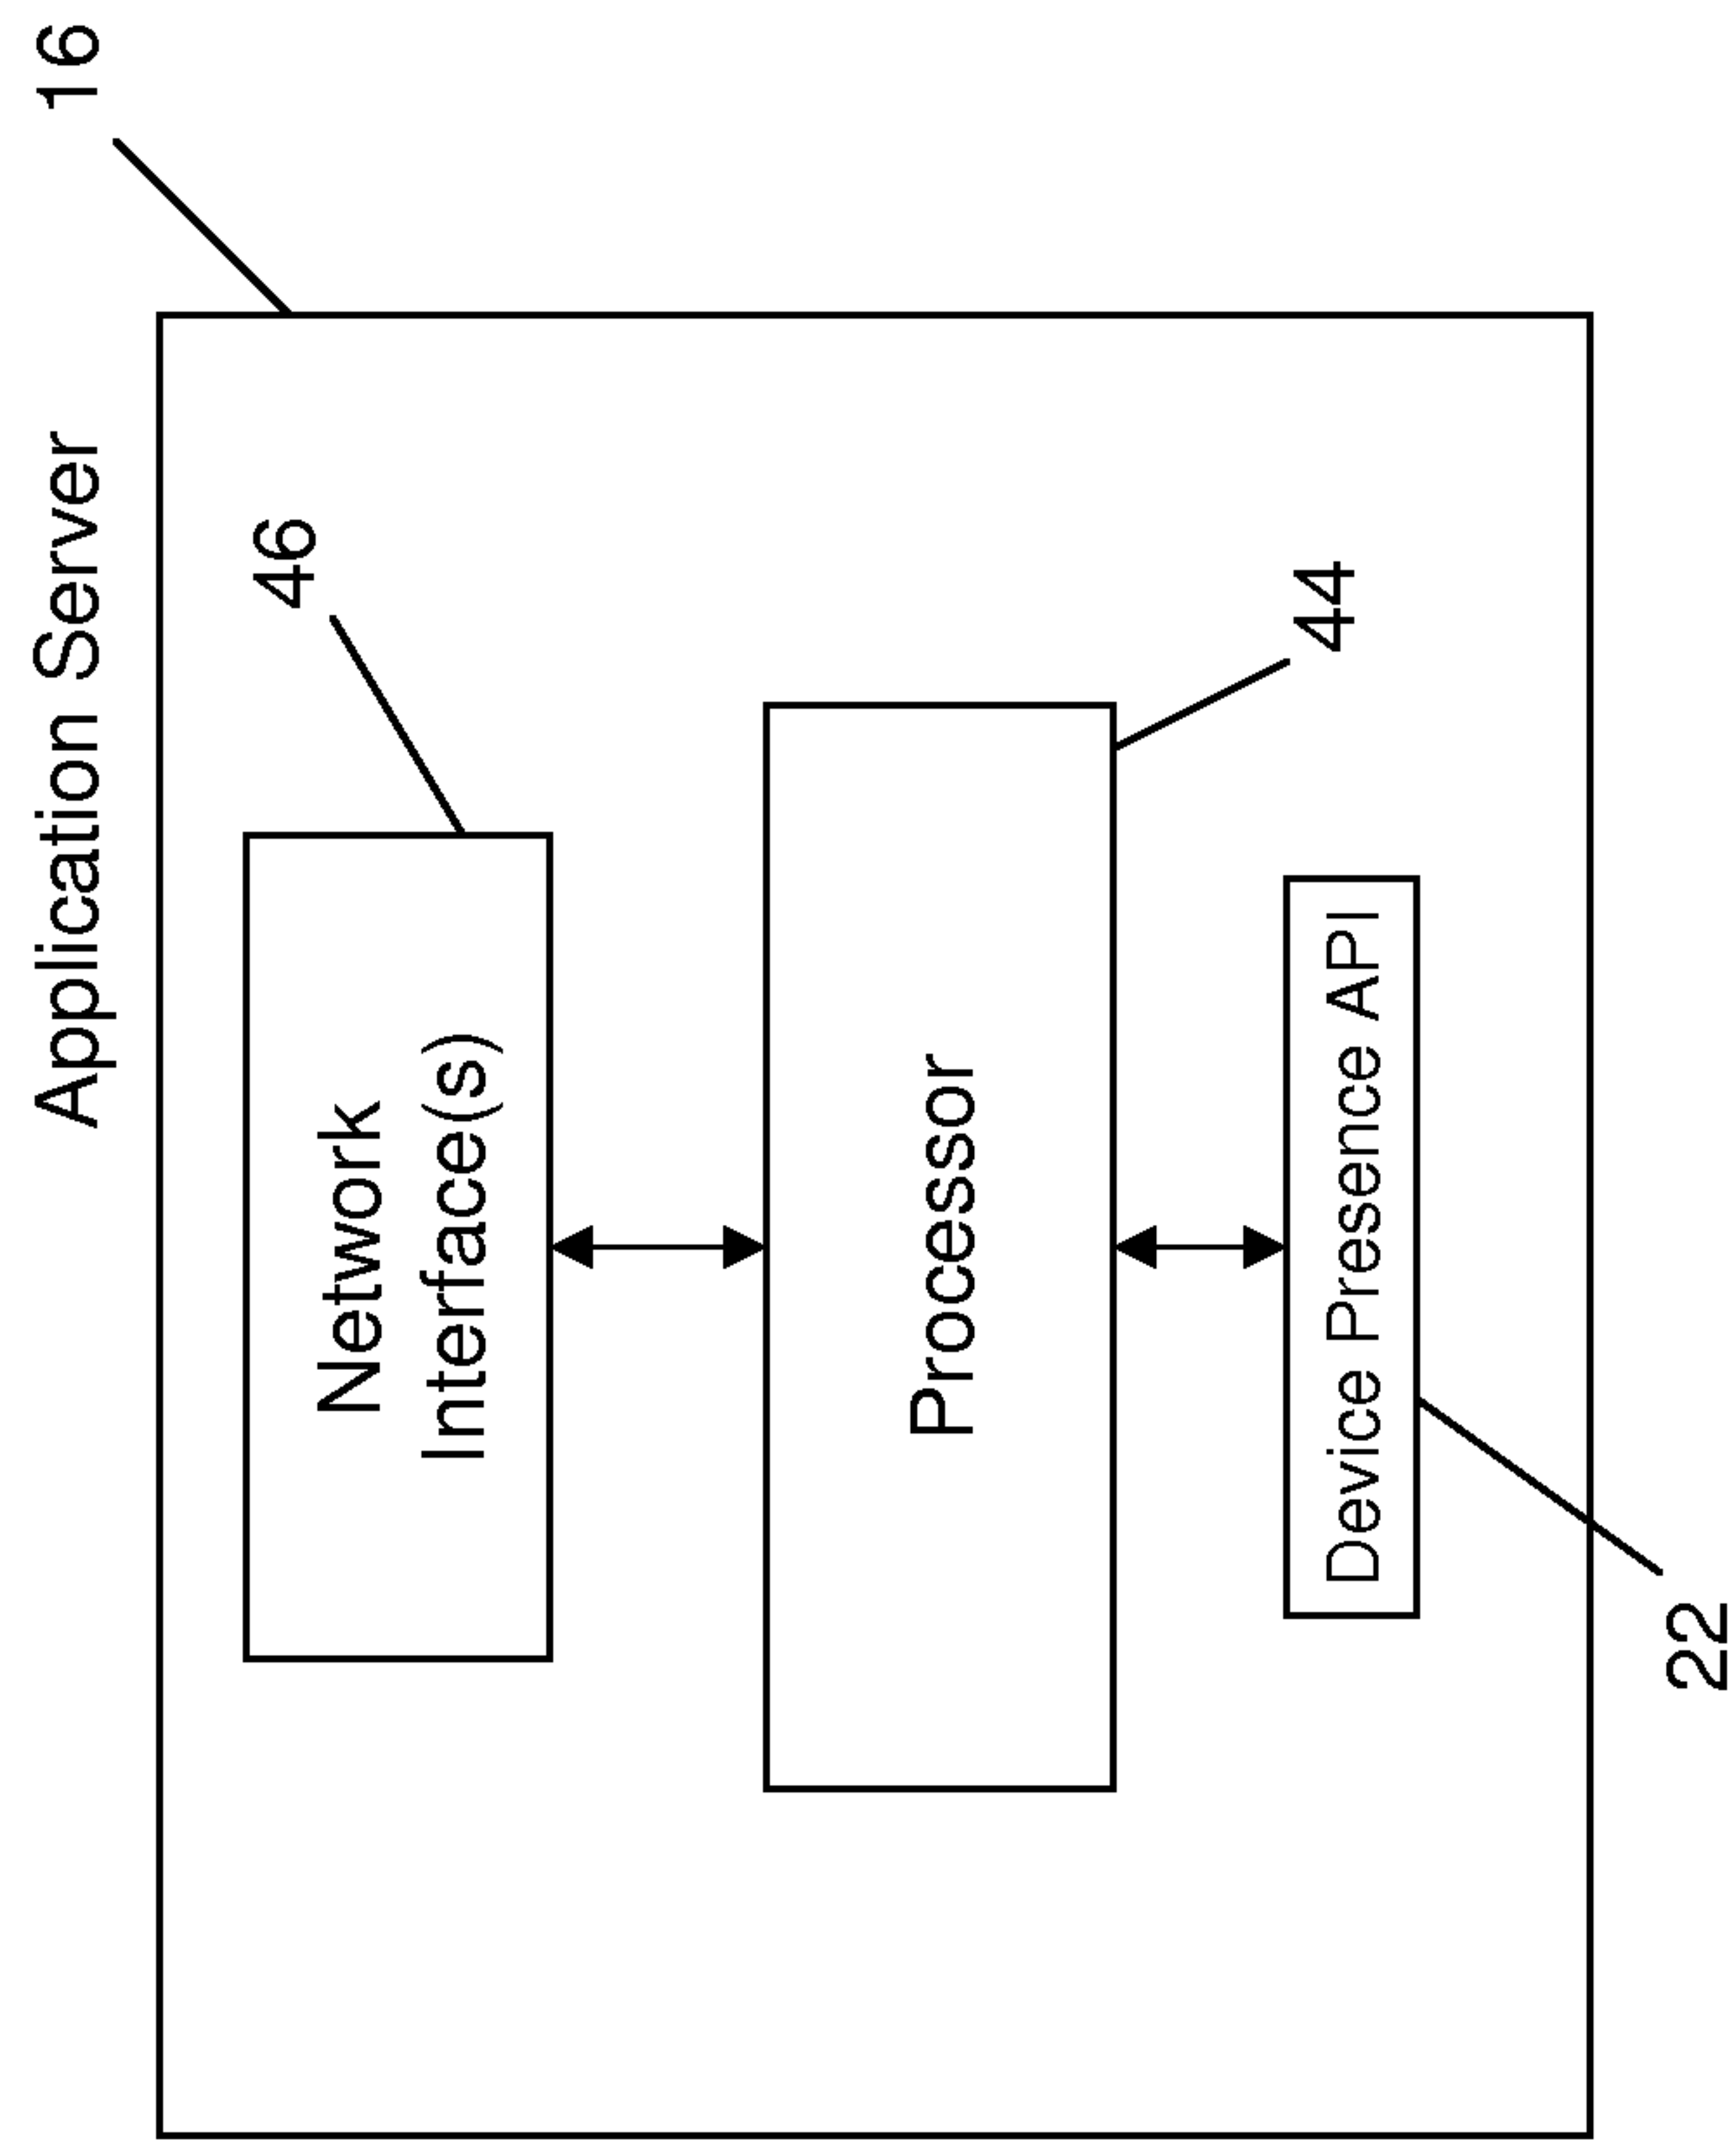 Application Server
16
46
Network
Interface(s)
Processor
44
Device Presence API
22